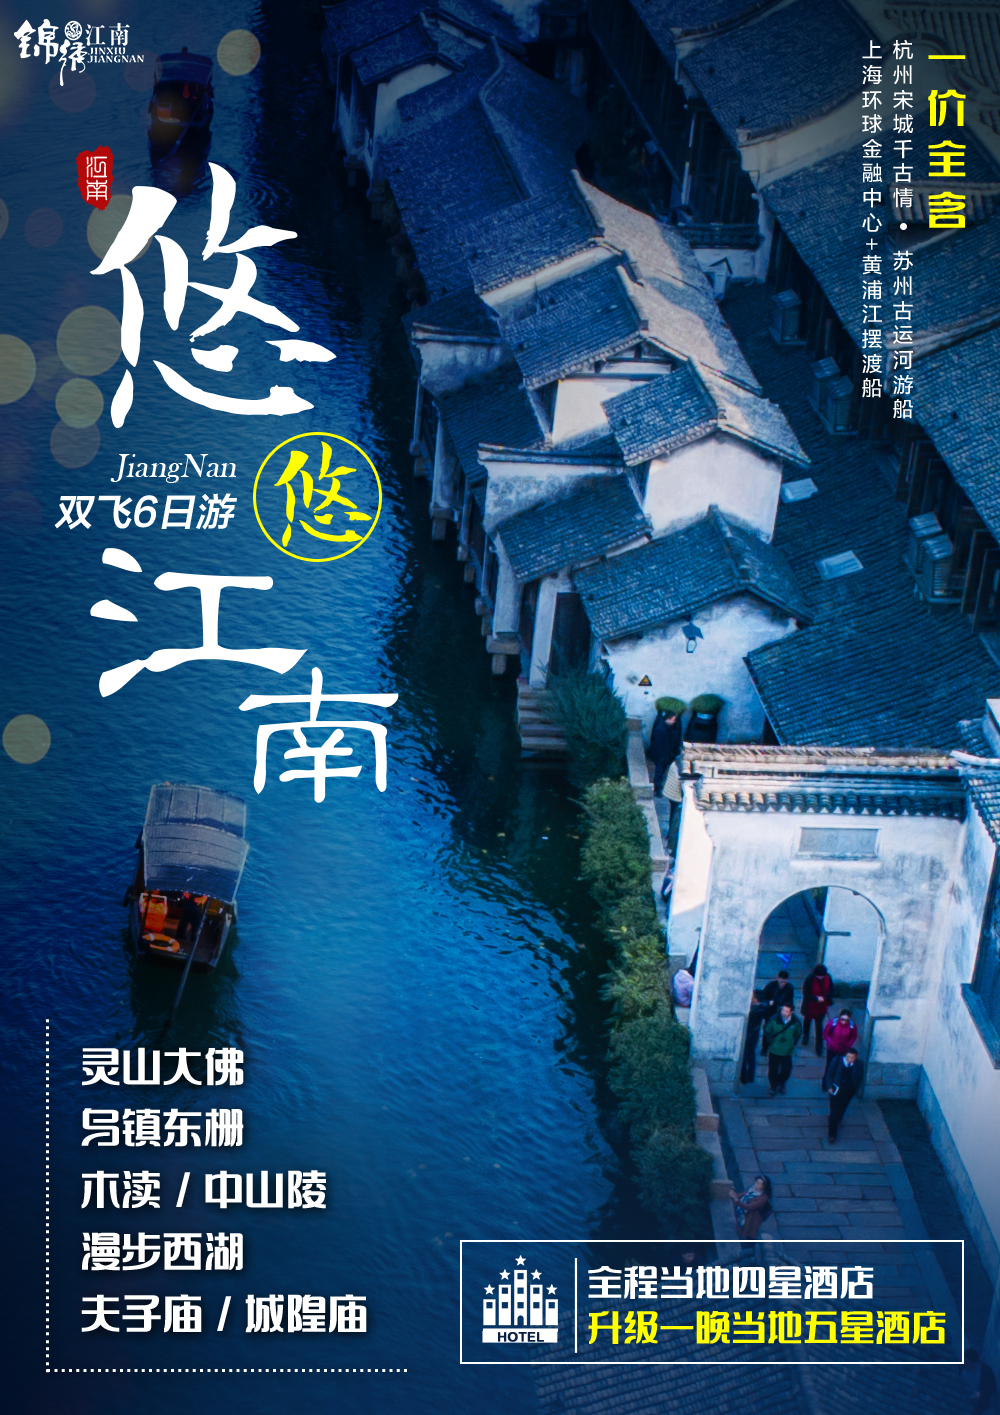 锦绣江南
JINXIU
JIANGNAN
一价全含
杭州宋城千古情• 苏州古运河游船
上海环球金融中心+黄浦江摆渡船
江南
悠
JiangNan
双飞6日游
悠
江
南
灵山大佛
乌镇东栅
木渎 / 中山陵
漫步西湖
夫子庙 / 城隍庙
HOTEL
全程当地四星酒店
升级一晚当地五星酒店